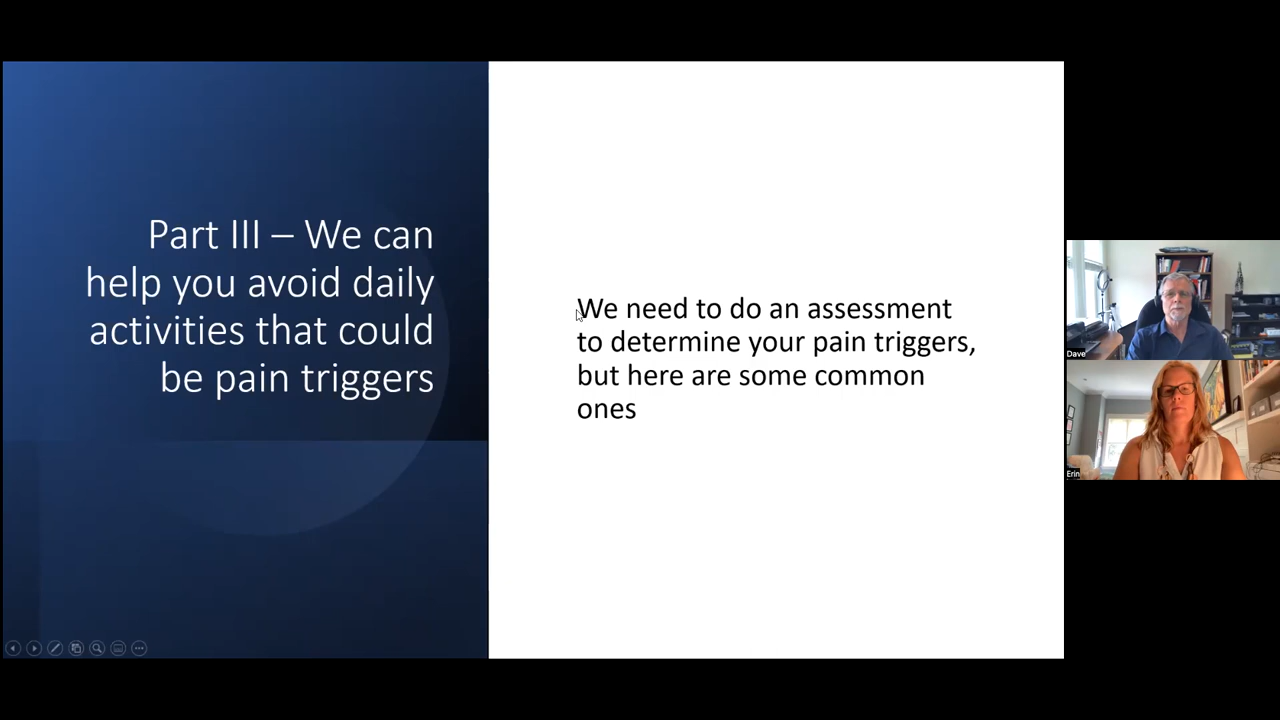 Part III – We can
help you avoid daily
activities that could
be pain triggers
We need to do an assessment
to determine your pain triggers,
but here are some common
ones
Dave
Erin